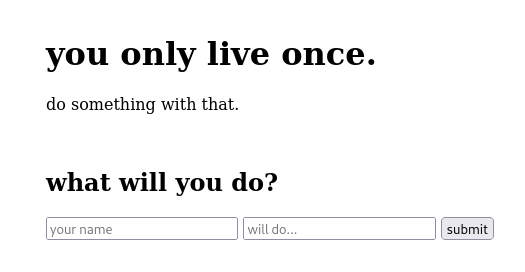 you only live once.
do something with that.
what will you do?
your name will do... submit